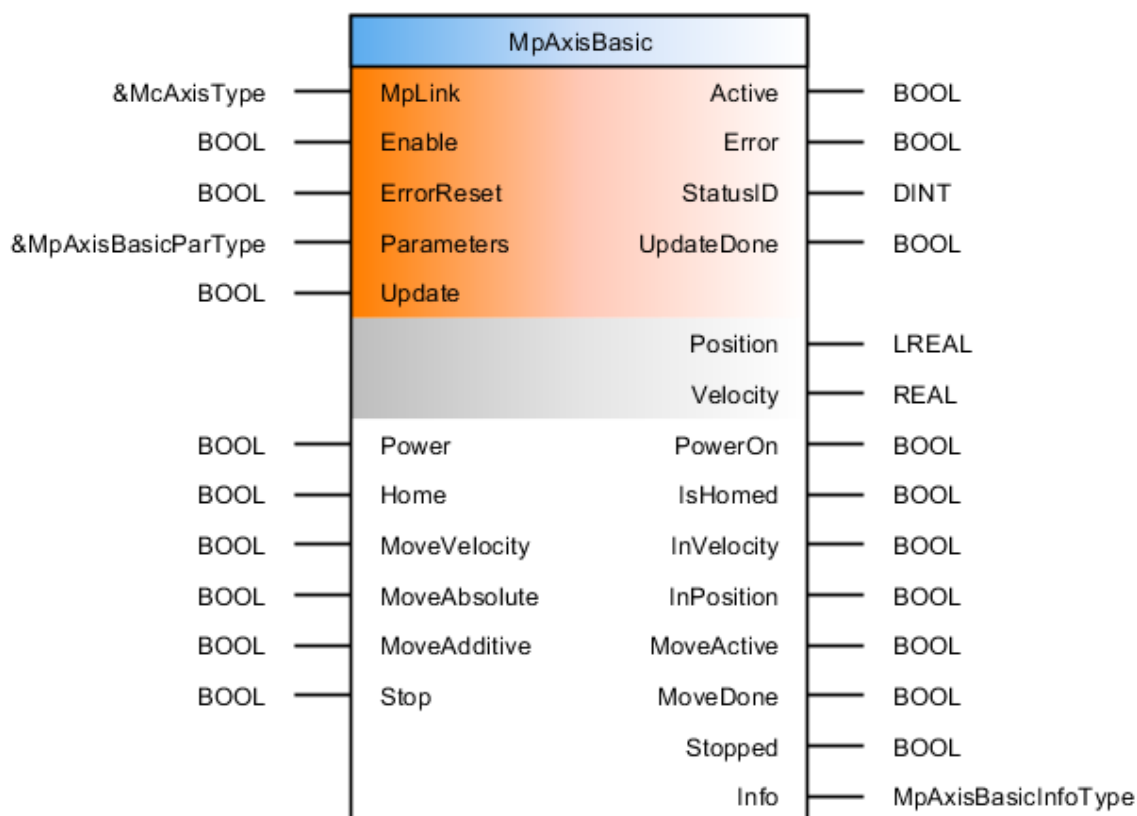 MpAxisBasic
&McAxisType MpLink Active BOOL
BOOL Enable Error BOOL
BOOL ErrorReset StatusID DINT
&MpAxisBasicParType Parameters UpdateDone BOOL
BOOL Update
Position LREAL
Velocity REAL
BOOL Power PowerOn BOOL
BOOL Home IsHomed BOOL
BOOL MoveVelocity InVelocity BOOL
BOOL MoveAbsolute InPosition BOOL
BOOL MoveAdditive MoveActive BOOL
BOOL Stop MoveDone BOOL
Stopped BOOL
Info MpAxisBasicInfoType